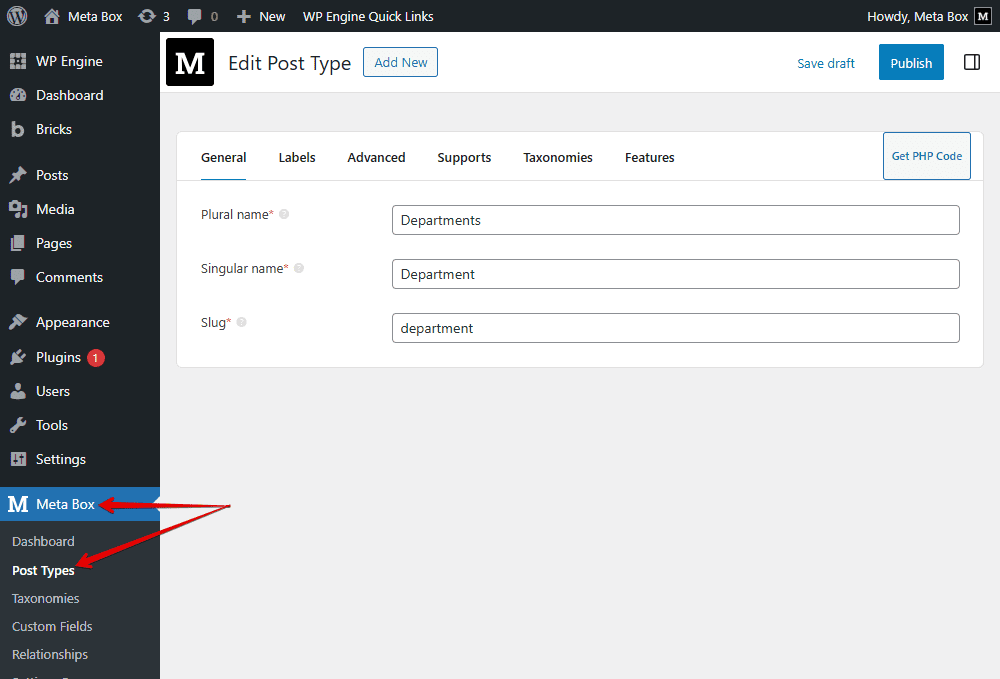 Meta Box 3 0 New WP Engine Quick Links Howdy, Meta Box M
M Edit Post Type Add New Save draft Publish
WP Engine
Dashboard
Bricks
Posts
Media
Pages
Comments
Appearance
Plugins 1
Users
Tools
Settings
M Meta Box
Dashboard
Post Types
Taxonomies
Custom Fields
Relationships
General Labels Advanced Supports Taxonomies Features Get PHP Code
Plural name* ? Departments
Singular name* ? Department
Slug* ? department